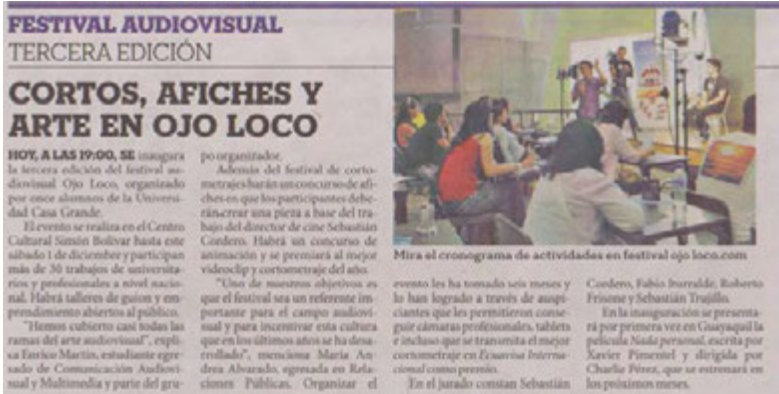 FESTIVAL AUDIOVISUAL
TERCERA EDICIÓN
CORTOS, AFICHES Y
ARTE EN OJO LOCO
HOY, A LAS 19:00, SE inaugura
la tercera edición del festival au-
diovisual Ojo Loco, organizado
por once alumnos de la Universi-
dad Casa Grande.
El evento se realiza en el Centro
Cultural Simón Bolívar hasta este
sábado 1 de diciembre y participan
más de 30 trabajos de universita-
rios y profesionales a nivel nacio-
nal. Habrá talleres de guion y em-
prendimiento abiertos al público.
"Hemos cubierto casi todas las
ramas del arte audiovisual", expli-
ca Enrico Martin, estudiante egre-
sado de Comunicación Audiovi-
sual y Multimedia y parte del gru-
po organizador.
Además del festival de corto-
metrajes harán un concurso de afi-
ches en que los participantes debe-
rán crear una pieza a base del tra-
bajo del director de cine Sebastián
Cordero. Habrá un concurso de
animación y se premiará al mejor
videoclip y cortometraje del año.
"Uno de nuestros objetivos es
que el festival sea un referente im-
portante para el campo audiovi-
sual y para incentivar esta cultura
que en los últimos años se ha desa-
rrollado", menciona María An-
drea Alvarado, egresada en Rela-
ciones Públicas. Organizar el
Mira el cronograma de actividades en festival ojo loco.com
evento les ha tomado seis meses y
lo han logrado a través de auspi-
ciantes que les permitieron conse-
guir cámaras profesionales, tablets
e incluso que se transmita el mejor
cortometraje en Ecuavisa Interna-
cional como premio.
En el jurado constan Sebastián
Cordero, Fabio Iturralde, Roberto
Frisone y Sebastián Trujillo.
En la inauguración se presenta-
rá por primera vez en Guayaquil la
película Nada personal, escrita por
Xavier Pimentel y dirigida por
Charlie Pérez, que se estrenará en
los próximos meses.